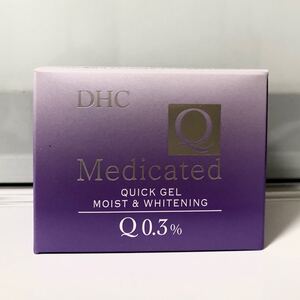 DHC
Q
Medicated
QUICK GEL
MOIST & WHITENING
Q 0.3%